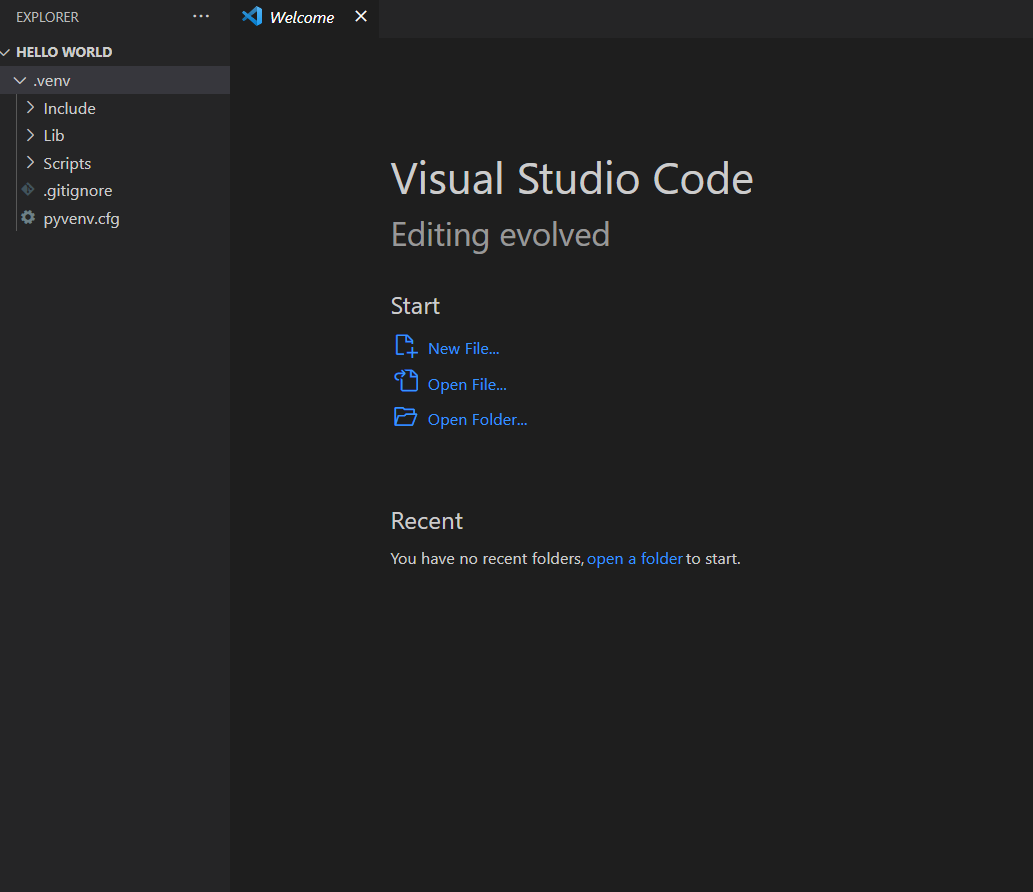 EXPLORER
HELLO WORLD
.venv
Include
Lib
Scripts
.gitignore
pyvenv.cfg
Welcome
Visual Studio Code
Editing evolved
Start
New File...
Open File...
Open Folder...
Recent
You have no recent folders, open a folder to start.